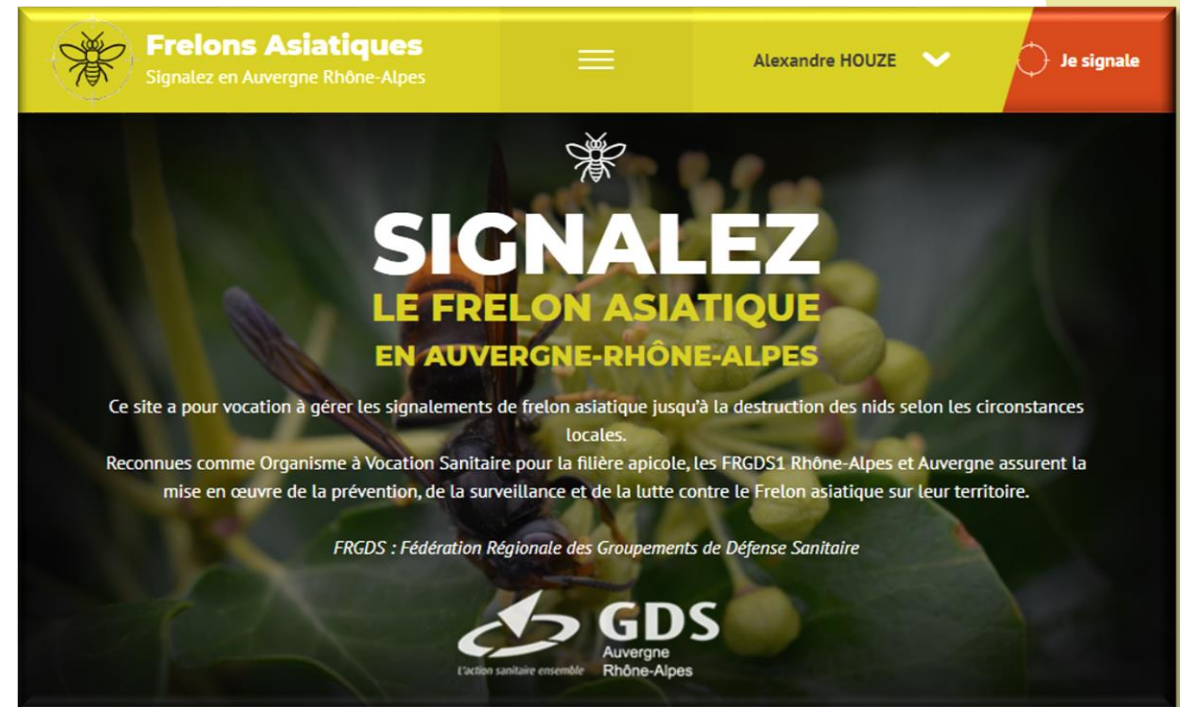 Frelons Asiatiques
Signalez en Auvergne Rhône-Alpes
Alexandre HOUZE
Je signale
SIGNALEZ
LE FRELON ASIATIQUE
EN AUVERGNE-RHÔNE-ALPES
Ce site a pour vocation à gérer les signalements de frelon asiatique jusqu'à la destruction des nids selon les circonstances
locales.
Reconnues comme Organisme à Vocation Sanitaire pour la filière apicole, les FRGDS1 Rhône-Alpes et Auvergne assurent la
mise en œuvre de la prévention, de la surveillance et de la lutte contre le Frelon asiatique sur leur territoire.
FRGDS : Fédération Régionale des Groupements de Défense Sanitaire
GDS
Auvergne
Rhône-Alpes
L'action sanitaire ensemble